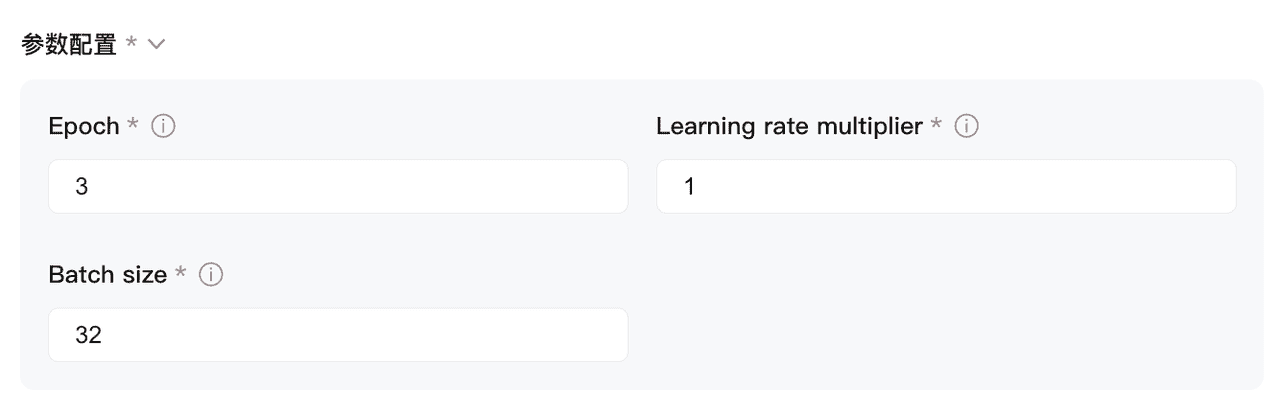 参数配置 *
Epoch * Learning rate multiplier *
3 1
Batch size *
32